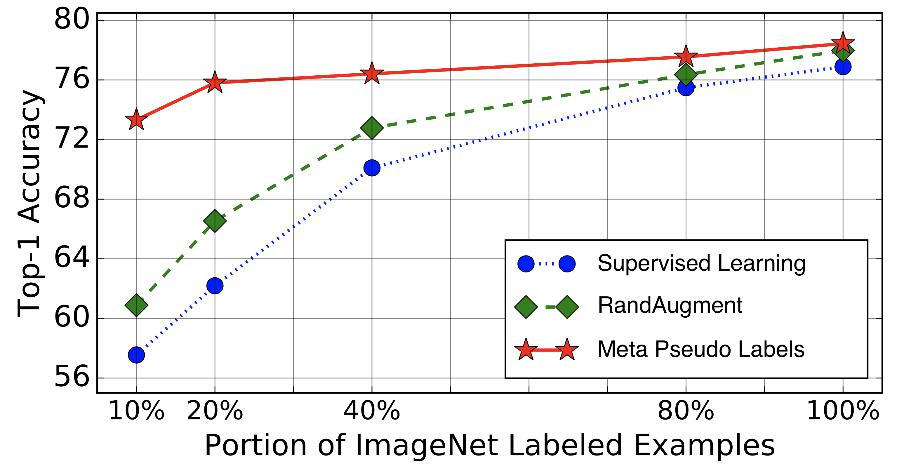 80
76
72
68
64
60
56
Top-1 Accuracy
Supervised Learning
RandAugment
Meta Pseudo Labels
10% 20% 40% 80% 100%
Portion of ImageNet Labeled Examples